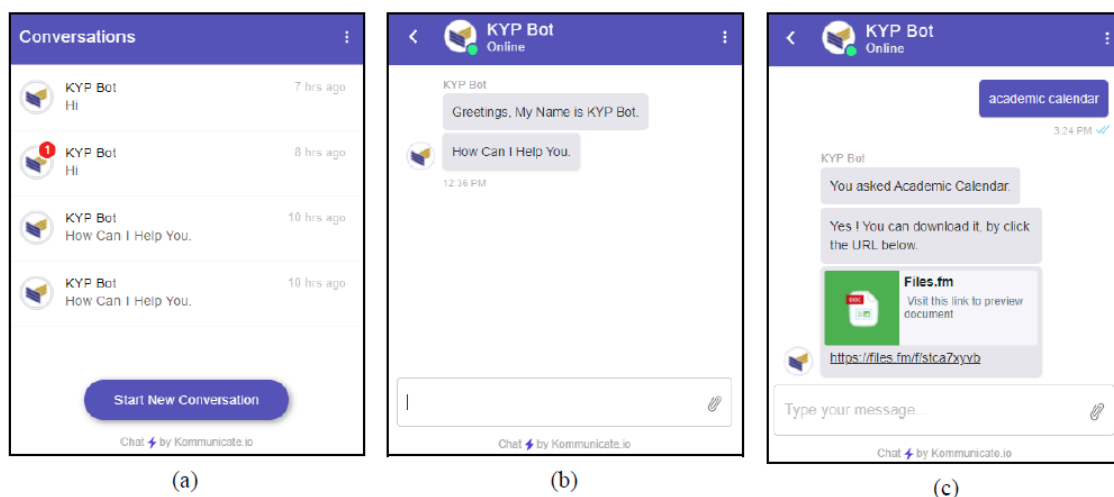 Conversations
KYP Bot
7 hrs ago
Hi
1
KYP Bot
8 hrs ago
Hi
KYP Bot
10 hrs ago
How Can I Help You.
KYP Bot
10 hrs ago
How Can I Help You.
Start New Conversation
Chat by Kommunicate.io
(a)
KYP Bot
Online
KYP Bot
Greetings, My Name is KYP Bot.
How Can I Help You.
12:36 PM
Chat by Kommunicate.io
(b)
KYP Bot
Online
academic calendar
3:24 PM
KYP Bot
You asked Academic Calendar.
Yes ! You can download it, by click
the URL below.
DOC
Files.fm
Visit this link to preview
document
https://files.fm/f/stca7xyvb
Type your message...
Chat by Kommunicate.io
(c)